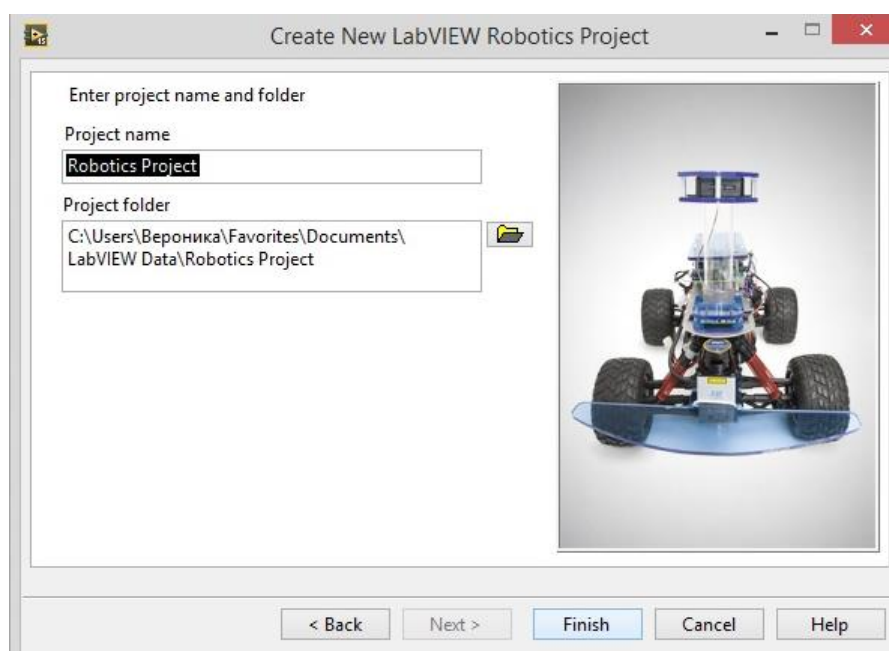 Create New LabVIEW Robotics Project
Enter project name and folder
Project name
Robotics Project
Project folder
C:\Users\Вероника\Favorites\Documents\
LabVIEW Data\Robotics Project
< Back
Next >
Finish
Cancel
Help